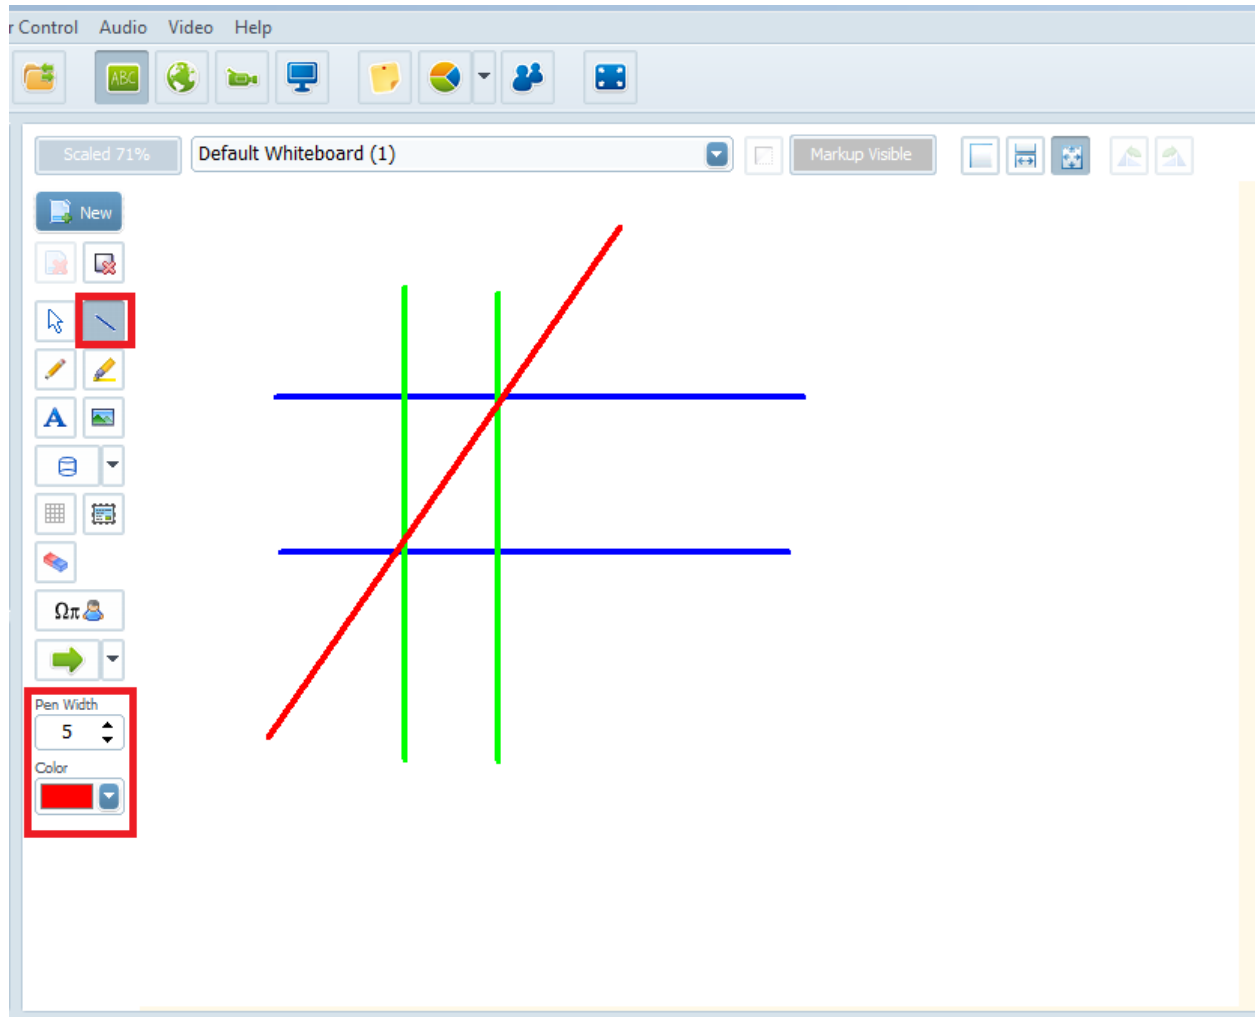 r Control Audio Video Help
ABC
Scaled 71% Default Whiteboard (1) Markup Visible
New
A
Ωπ
Pen Width
5
Color